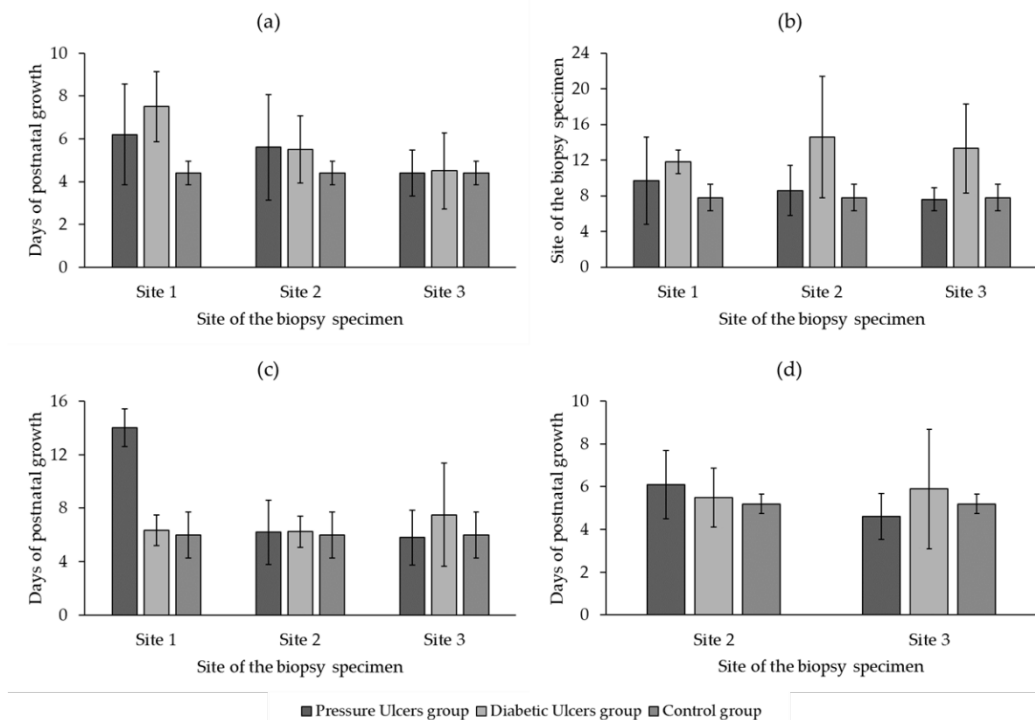 (a)
Days of postnatal growth
10
8
6
4
2
0
Site 1 Site 2 Site 3
Site of the biopsy specimen
(b)
Site of the biopsy specimen
24
20
16
12
8
4
0
Site 1 Site 2 Site 3
Site of the biopsy specimen
(c)
Days of postnatal growth
16
12
8
4
0
Site 1 Site 2 Site 3
Site of the biopsy specimen
(d)
Days of postnatal growth
10
8
6
4
2
0
Site 2 Site 3
Site of the biopsy specimen
Pressure Ulcers group Diabetic Ulcers group Control group